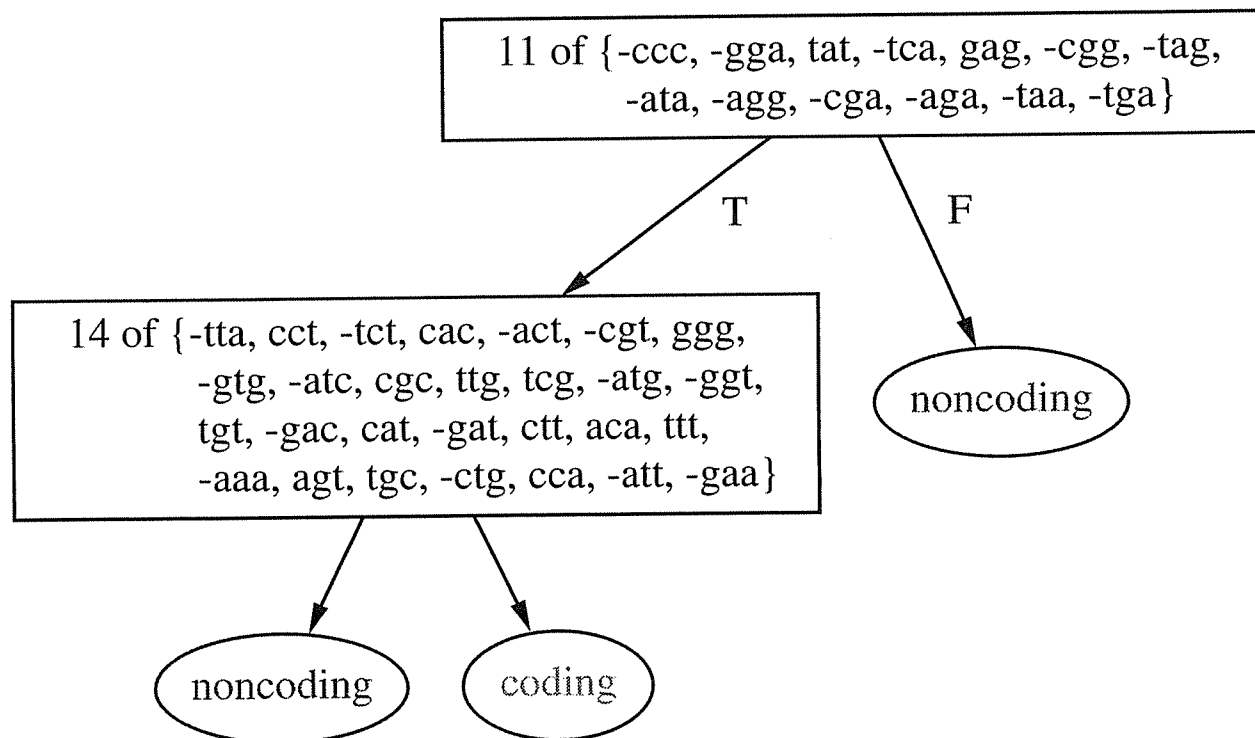 11 of {-ccc, -gga, tat, -tca, gag, -cgg, -tag,
-ata, -agg, -cga, -aga, -taa, -tga}
T
F
14 of {-tta, cct, -tct, cac, -act, -cgt, ggg,
-gtg, -atc, cgc, ttg, tcg, -atg, -ggt,
tgt, -gac, cat, -gat, ctt, aca, ttt,
-aaa, agt, tgc, -ctg, cca, -att, -gaa}
noncoding
noncoding
coding